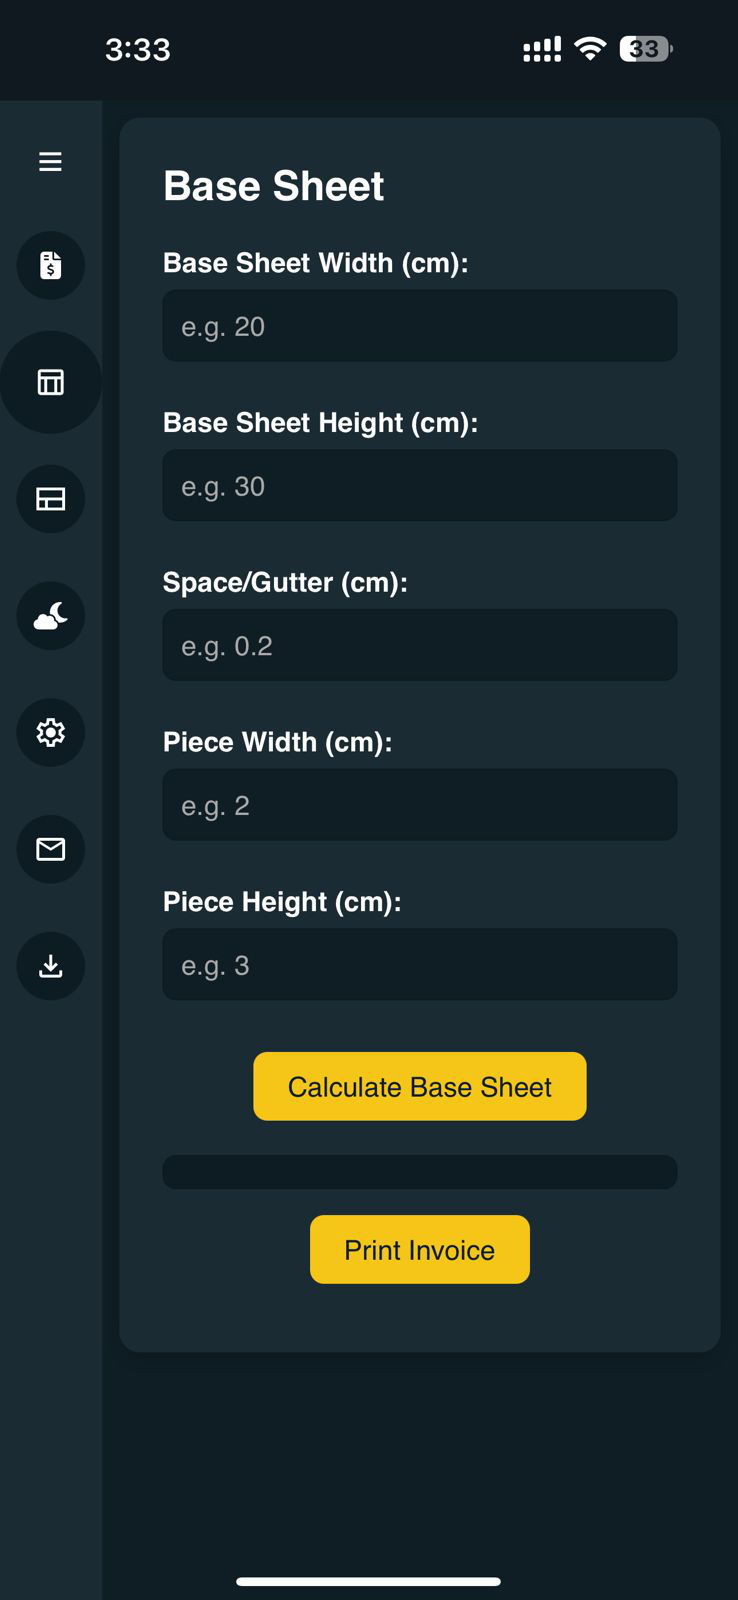 3:33
33
Base Sheet
Base Sheet Width (cm):
e.g. 20
Base Sheet Height (cm):
e.g. 30
Space/Gutter (cm):
e.g. 0.2
Piece Width (cm):
e.g. 2
Piece Height (cm):
e.g. 3
Calculate Base Sheet
Print Invoice